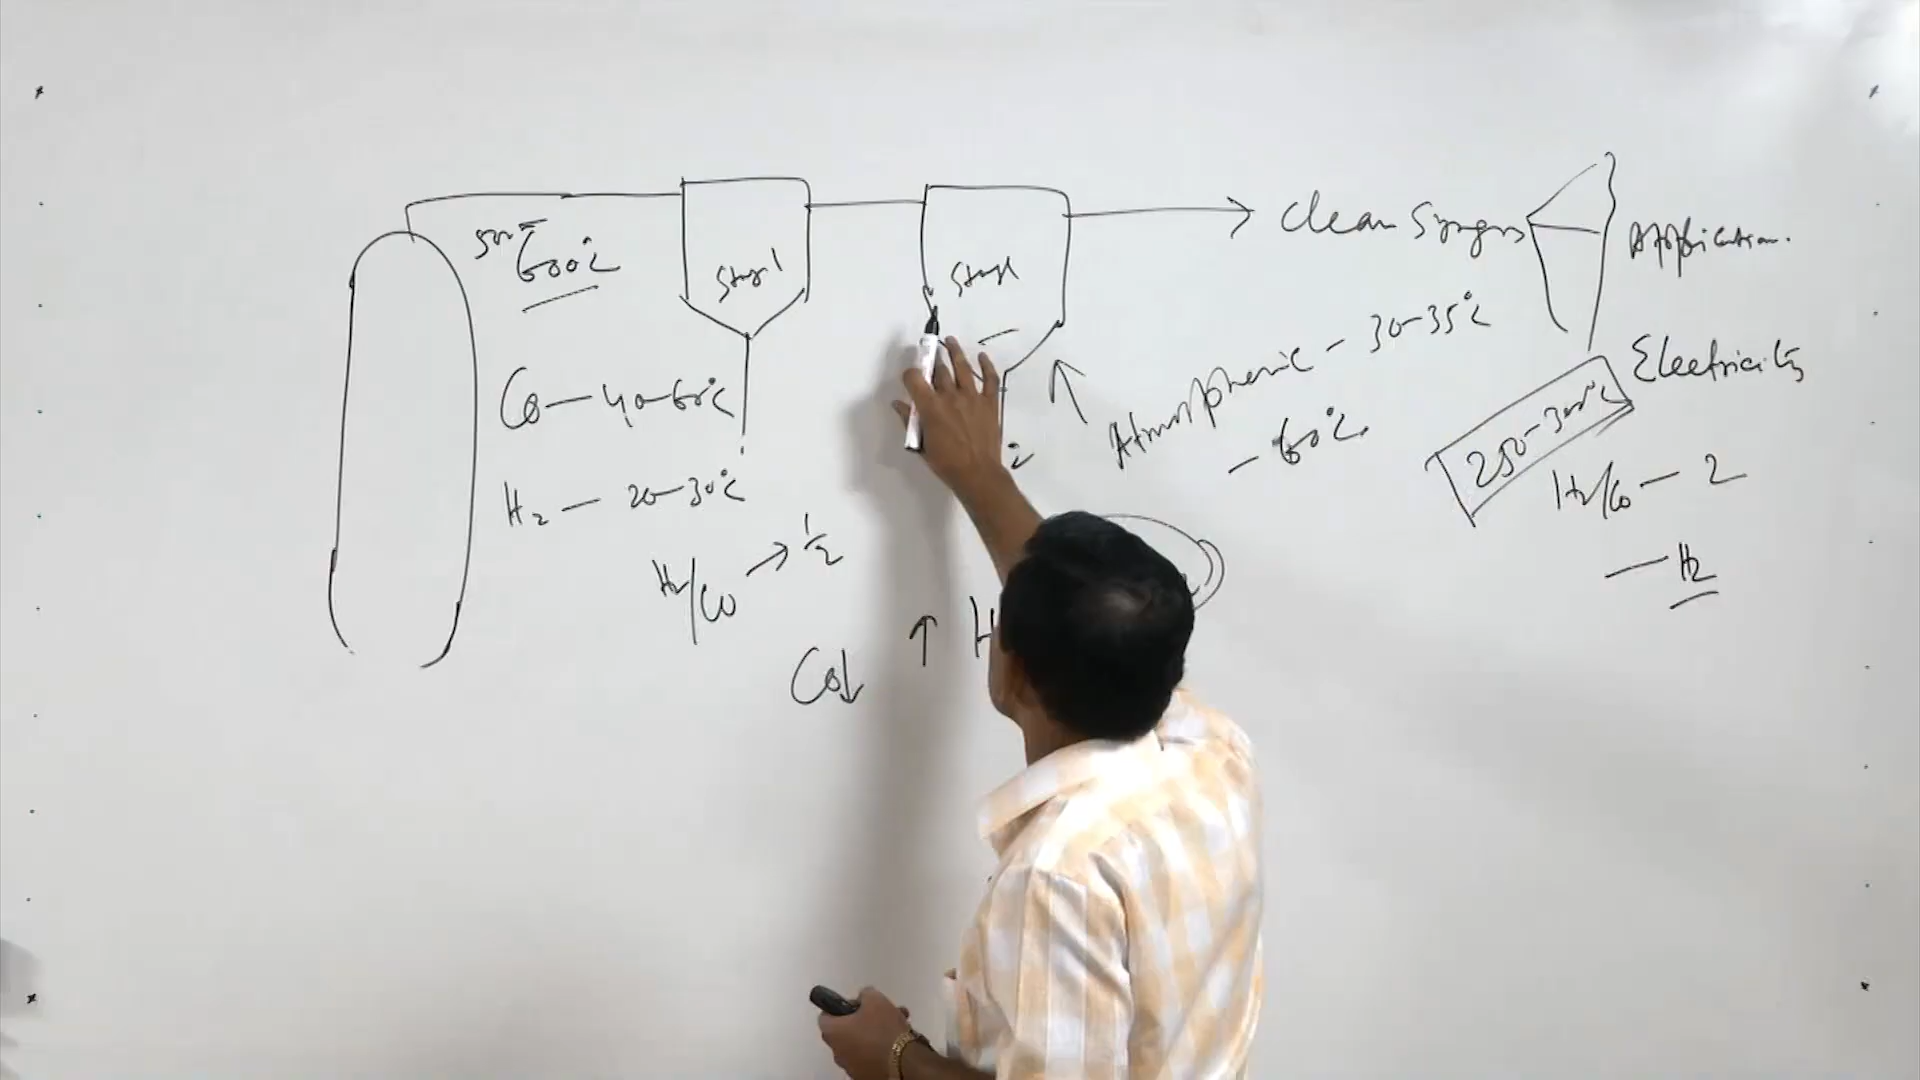 500-
600°C
Stage 1
Stage
Clean Syngas
Application.
CO — 40-60%
Atmospheric — 30-35°C
— 60°C.
Electricity
250-300°C
H2 — 20-30%
H2/CO — 2
H2/CO → 1/2
— H2
CO↓ ↑ H